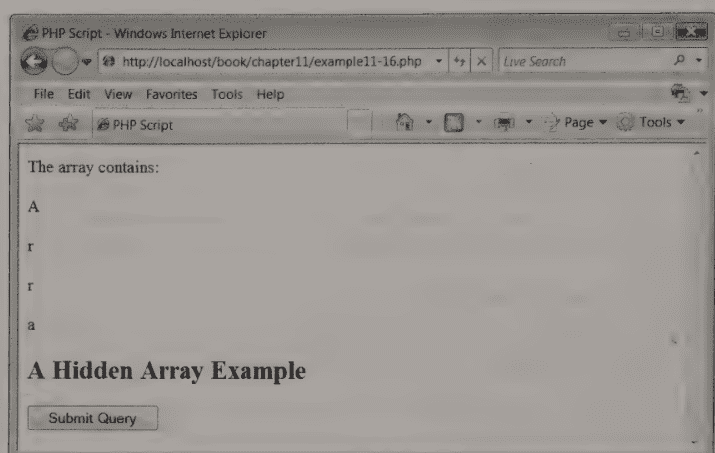 PHP Script - Windows Internet Explorer
http://localhost/book/chapter11/example11-16.php
Live Search
File Edit View Favorites Tools Help
PHP Script
Page
Tools
The array contains:
A
r
r
a
A Hidden Array Example
Submit Query